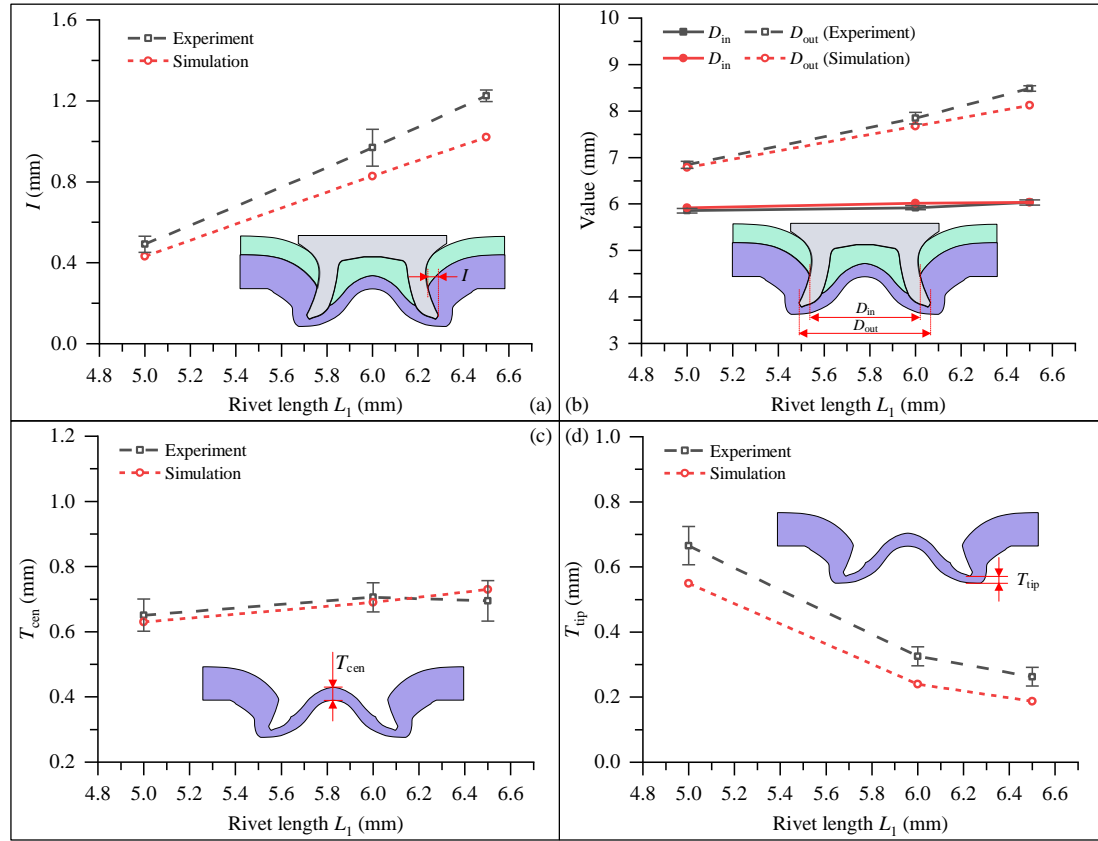 1.6
1.2
0.8
0.4
0.0
I (mm)
Experiment
Simulation
I
4.8 5.0 5.2 5.4 5.6 5.8 6.0 6.2 6.4 6.6
Rivet length L1 (mm)
(a)
10
9
8
7
6
5
4
3
Value (mm)
Din Dout (Experiment)
Din Dout (Simulation)
Din
Dout
4.8 5.0 5.2 5.4 5.6 5.8 6.0 6.2 6.4 6.6
Rivet length L1 (mm)
(b)
1.2
1.0
0.8
0.6
0.4
0.2
Tcen (mm)
Experiment
Simulation
Tcen
4.8 5.0 5.2 5.4 5.6 5.8 6.0 6.2 6.4 6.6
Rivet length L1 (mm)
(c)
1.0
0.8
0.6
0.4
0.2
0.0
Ttip (mm)
Experiment
Simulation
Ttip
4.8 5.0 5.2 5.4 5.6 5.8 6.0 6.2 6.4 6.6
Rivet length L1 (mm)
(d)